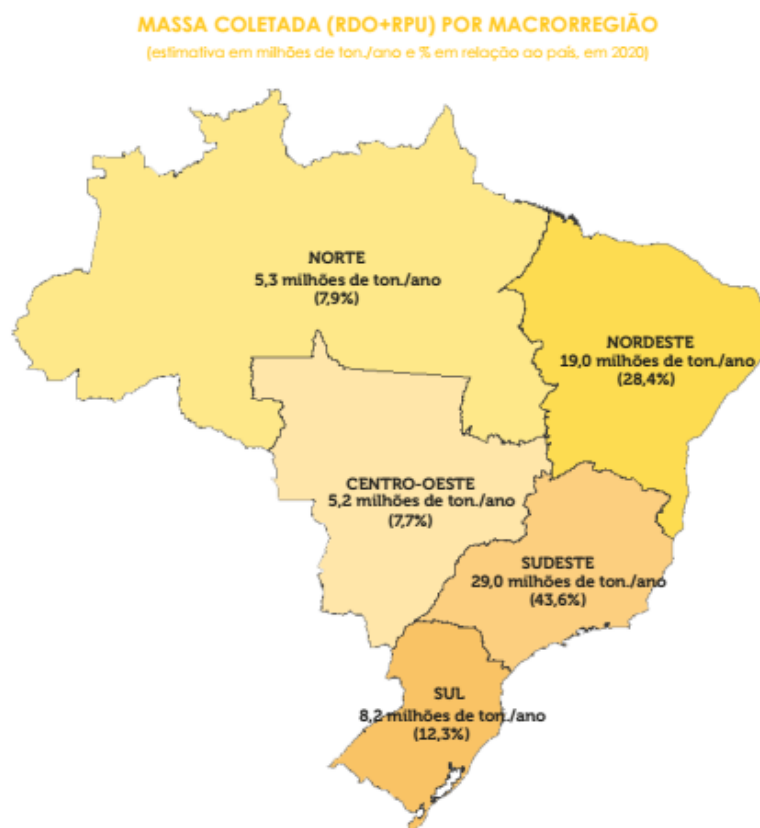 MASSA COLETADA (RDO+RPU) POR MACRORREGIÃO
(estimativa em milhões de ton./ano e % em relação ao país, em 2020)
NORTE
5,3 milhões de ton./ano
(7,9%)
NORDESTE
19,0 milhões de ton./ano
(28,4%)
CENTRO-OESTE
5,2 milhões de ton./ano
(7,7%)
SUDESTE
29,0 milhões de ton./ano
(43,6%)
SUL
8,2 milhões de ton./ano
(12,3%)